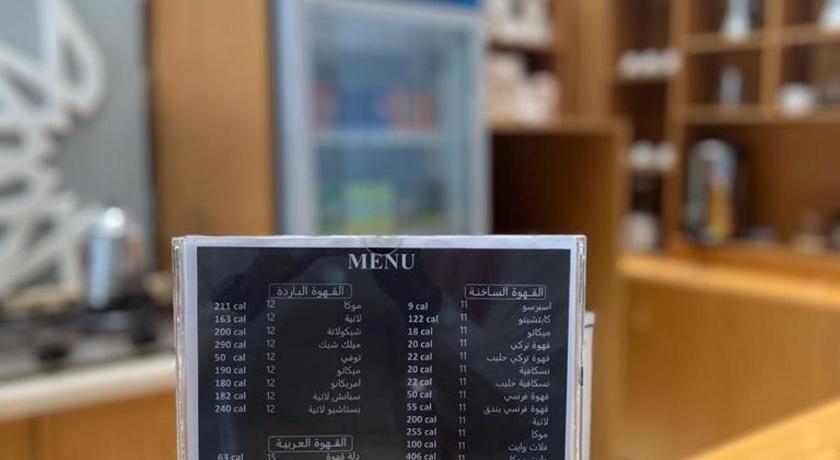 MENU
القهوة الساخنة
اسبرسو 11 9 cal
كابتشينو 11 122 cal
ميكاتو 11 18 cal
قهوة تركي 11 20 cal
قهوة تركي حليب 11 22 cal
نسكافية 11 20 cal
نسكافية حليب 11 22 cal
قهوة فرنسي 11 50 cal
قهوة فرنسي بندق 11 55 cal
لاتية 11 200 cal
موكا 11 255 cal
فلات وايت 11 100 cal
وايت موكا 11 406 cal
القهوة الباردة
موكا 12 211 cal
لاتية 12 163 cal
شيكولاتة 12 200 cal
ميلك شيك 12 290 cal
توفي 12 50 cal
ميكاتو 12 190 cal
امريكانو 12 180 cal
سبانش لاتية 12 182 cal
بستاشيو لاتية 12 240 cal
القهوة العربية
دلة قهوة 15 63 cal